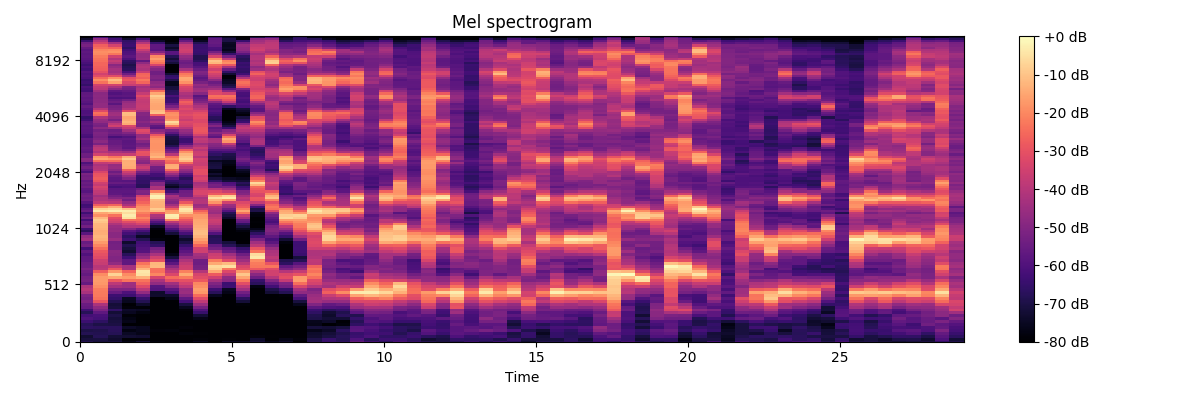 Mel spectrogram
Hz
8192
4096
2048
1024
512
0
0 5 10 15 20 25
Time
+0 dB
-10 dB
-20 dB
-30 dB
-40 dB
-50 dB
-60 dB
-70 dB
-80 dB